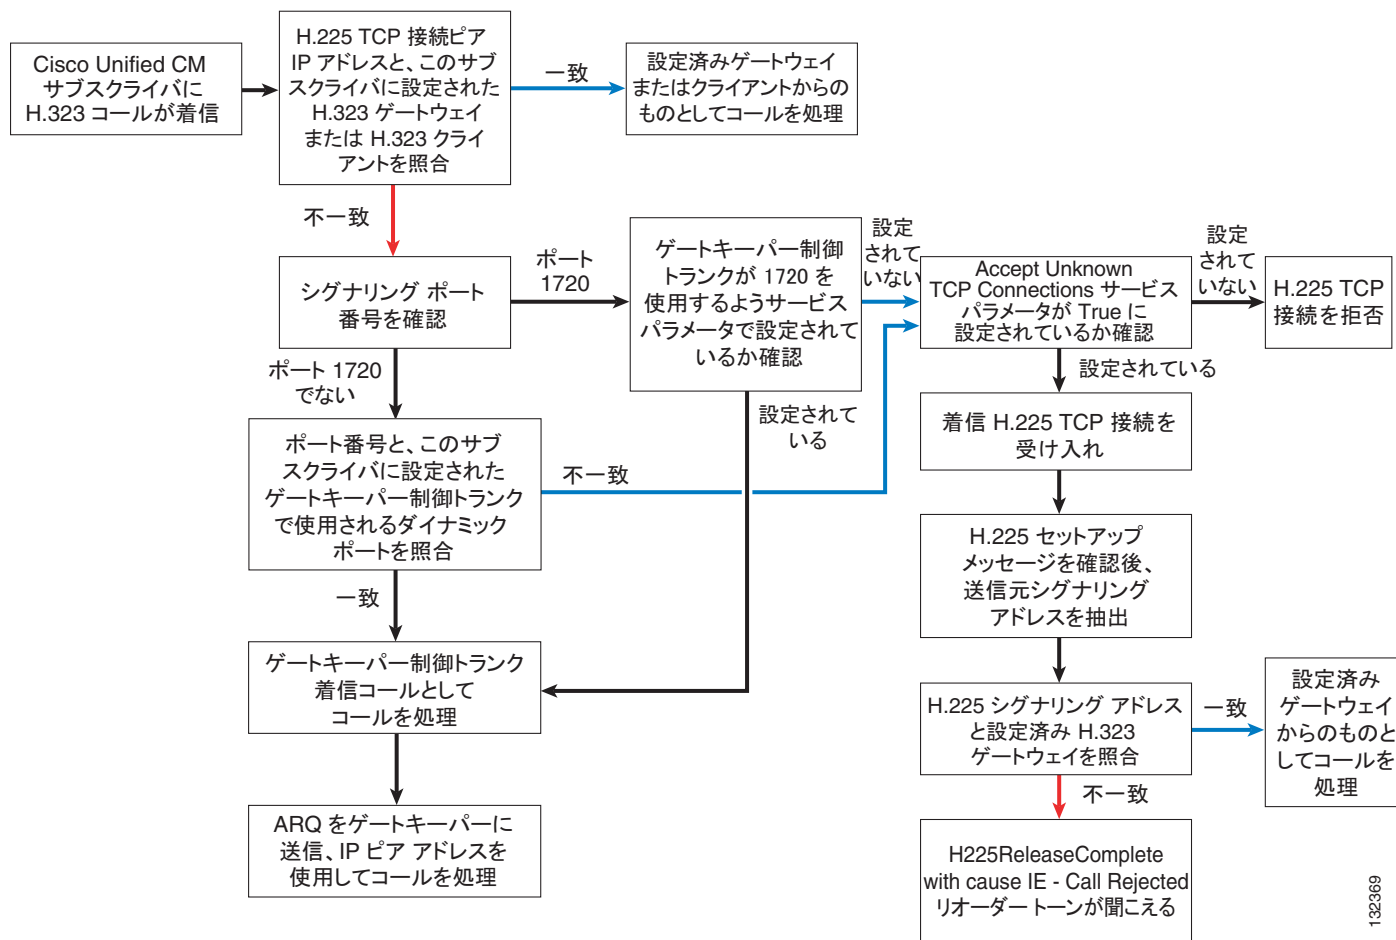 Cisco Unified CM
サブスクライバに
H.323 コールが着信
H.225 TCP 接続ピア
IP アドレスと、このサブ
スクライバに設定された
H.323 ゲートウェイ
または H.323 クライ
アントを照合
一致
設定済みゲートウェイ
またはクライアントからの
ものとしてコールを処理
不一致
シグナリング ポート
番号を確認
ポート
1720
ゲートキーパー制御
トランクが 1720 を
使用するようサービス
パラメータで設定されて
いるか確認
設定
されて
いない
Accept Unknown
TCP Connections サービス
パラメータが True に
設定されているか確認
設定
されて
いない
H.225 TCP
接続を拒否
ポート 1720
でない
設定されて
いる
設定されている
着信 H.225 TCP 接続を
受け入れ
ポート番号と、このサブ
スクライバに設定された
ゲートキーパー制御トランク
で使用されるダイナミック
ポートを照合
不一致
H.225 セットアップ
メッセージを確認後、
送信元シグナリング
アドレスを抽出
一致
ゲートキーパー制御トランク
着信コールとして
コールを処理
H.225 シグナリング アドレス
と設定済み H.323
ゲートウェイを照合
一致
設定済み
ゲートウェイ
からのものと
してコールを
処理
不一致
ARQ をゲートキーパーに
送信、IP ピア アドレスを
使用してコールを処理
H225ReleaseComplete
with cause IE - Call Rejected
リオーダートーンが聞こえる
132369